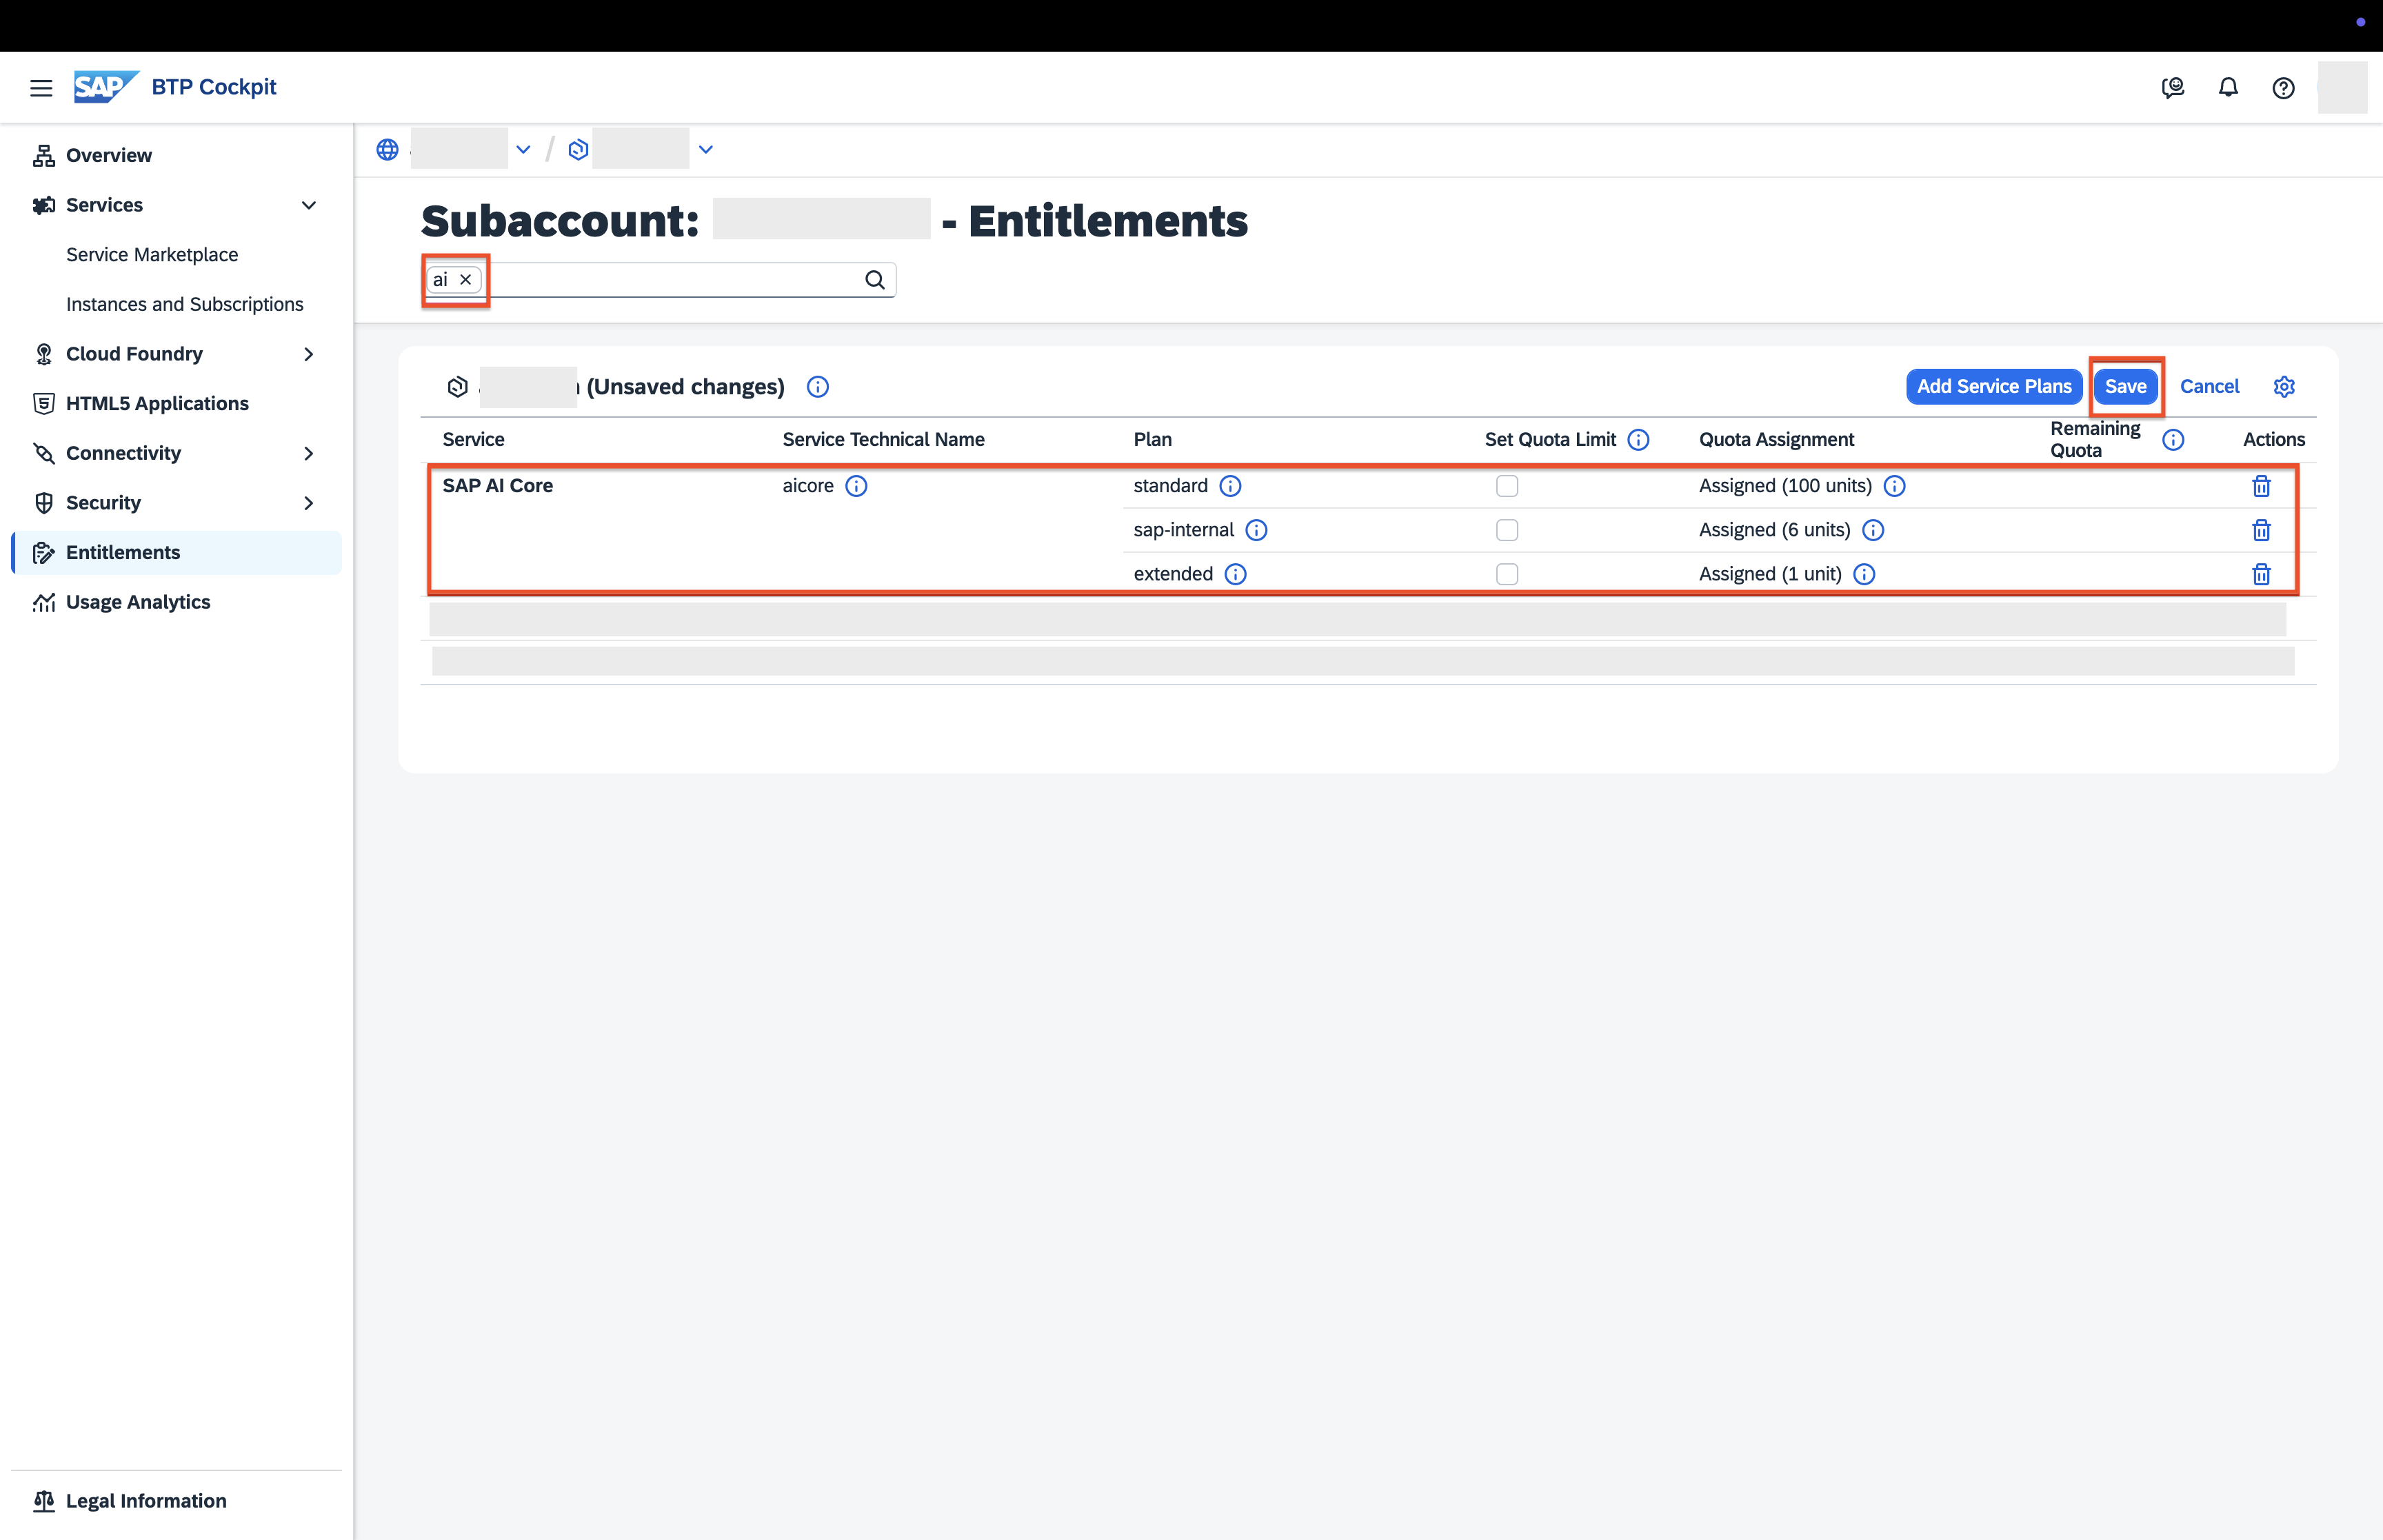 SAP BTP Cockpit
Overview
Services
Service Marketplace
Instances and Subscriptions
Cloud Foundry
HTML5 Applications
Connectivity
Security
Entitlements
Usage Analytics
Legal Information
/
Subaccount: - Entitlements
ai
(Unsaved changes)
Add Service Plans Save Cancel
Service Service Technical Name Plan Set Quota Limit Quota Assignment Remaining Quota Actions
SAP AI Core aicore standard Assigned (100 units)
sap-internal Assigned (6 units)
extended Assigned (1 unit)